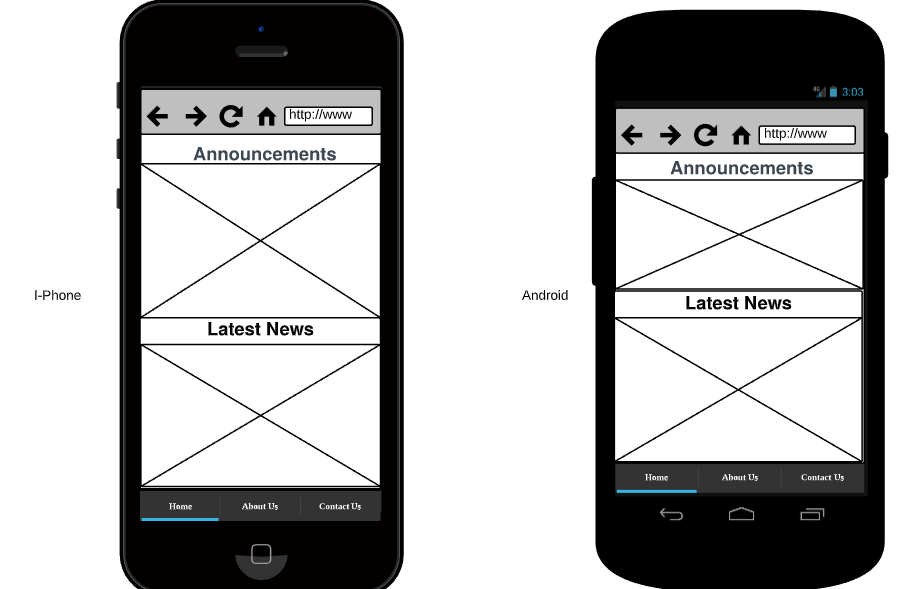 http://www
Announcements
I-Phone
Latest News
Home About Us Contact Us
3:03
http://www
Announcements
Android
Latest News
Home About Us Contact Us